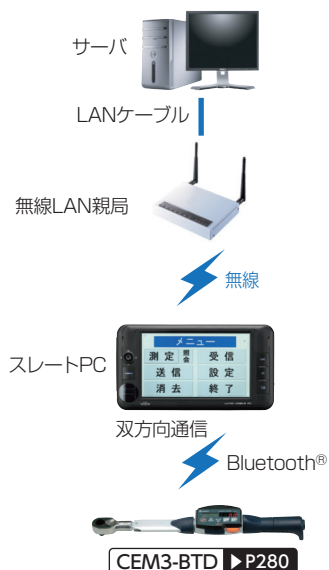 サーバ
LANケーブル
無線LAN親局
無線
スレートPC
メニュー
測定 照会 受信
送信 設定
消去 終了
双方向通信
Bluetooth®
CEM3-BTD ▶P280